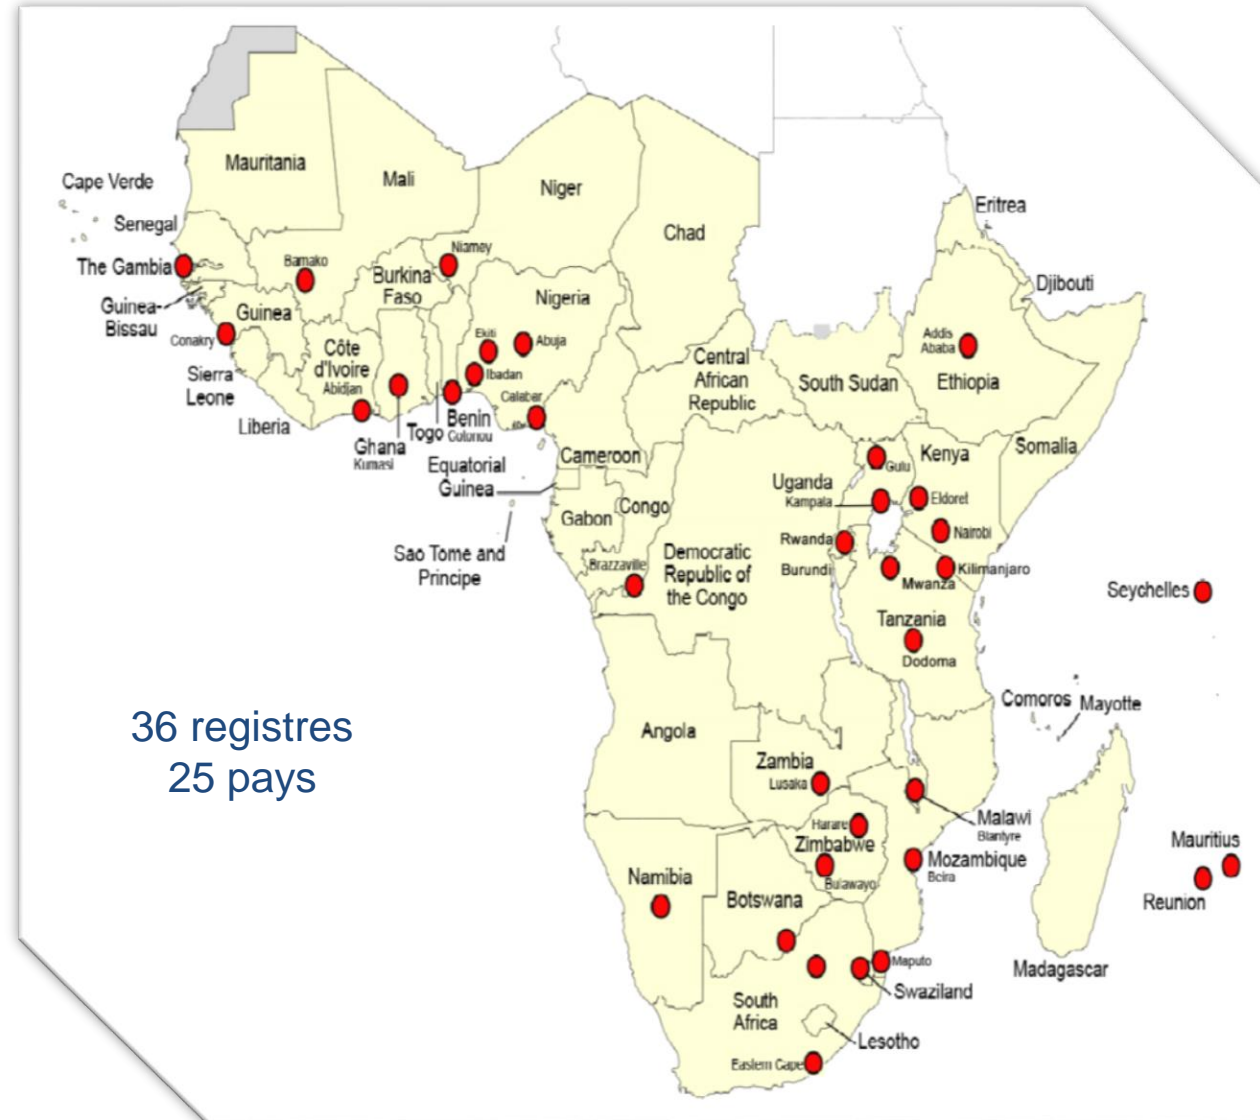 Mauritania
Cape Verde
Mali
Niger
Senegal
Eritrea
Chad
The Gambia
Bamako
Niamey
Burkina
Faso
Djibouti
Guinea-
Bissau
Guinea
Nigeria
Conakry
Ekiti
Abuja
Addis
Ababa
Côte
d'Ivoire
Abidjan
Ibadan
Central
African
Republic
South Sudan
Ethiopia
Sierra
Leone
Calabar
Liberia
Benin
Cotonou
Togo
Ghana
Kumasi
Cameroon
Somalia
Kenya
Gulu
Equatorial
Guinea
Uganda
Kampala
Eldoret
Congo
Gabon
Nairobi
Rwanda
Sao Tome and
Principe
Democratic
Republic of
the Congo
Brazzaville
Burundi
Kilimanjaro
Mwanza
Seychelles
Tanzania
Dodoma
Comoros
Mayotte
36 registres
25 pays
Angola
Zambia
Lusaka
Malawi
Blantyre
Harare
Zimbabwe
Bulawayo
Mozambique
Beira
Mauritius
Reunion
Namibia
Botswana
Maputo
Madagascar
Swaziland
South
Africa
Lesotho
Eastern Cape